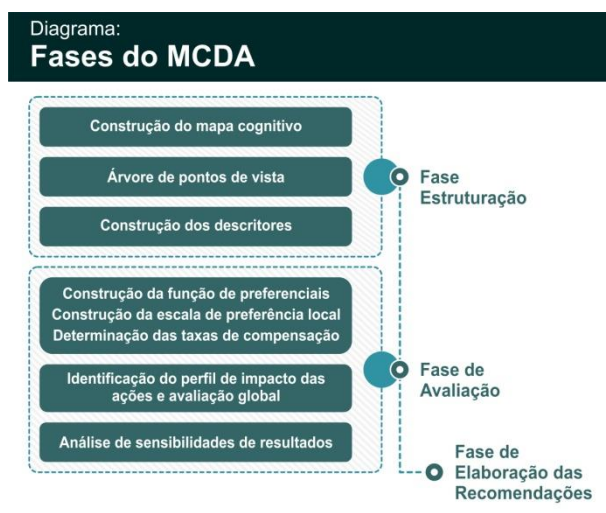 Diagrama:
Fases do MCDA
Construção do mapa cognitivo
Árvore de pontos de vista
Construção dos descritores
Fase
Estruturação
Construção da função de preferenciais
Construção da escala de preferência local
Determinação das taxas de compensação
Identificação do perfil de impacto das
ações e avaliação global
Análise de sensibilidades de resultados
Fase de
Avaliação
Fase de
Elaboração das
Recomendações